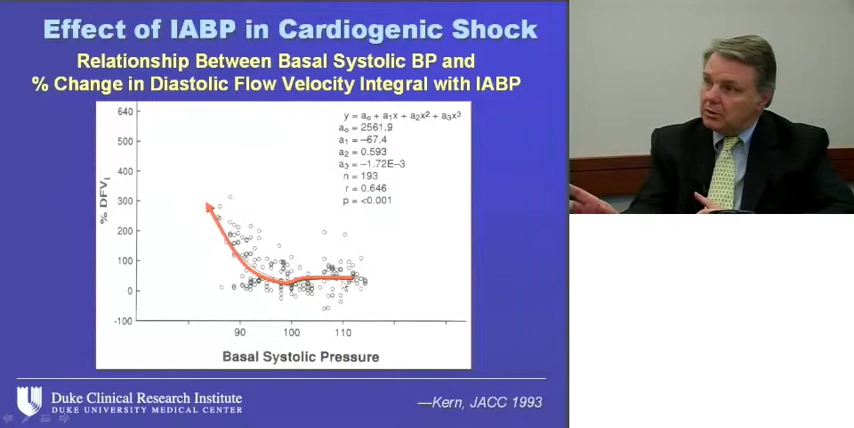 Effect of IABP in Cardiogenic Shock
Relationship Between Basal Systolic BP and
% Change in Diastolic Flow Velocity Integral with IABP
y = a₀ + a₁x + a₂x² + a₃x³
a₀ = 2561.9
a₁ = −67.4
a₂ = 0.593
a₃ = −1.72E−3
n = 193
r = 0.646
p = <0.001
% DFVᵢ
640
500
400
300
200
100
0
-100
90 100 110
Basal Systolic Pressure
Duke Clinical Research Institute
DUKE UNIVERSITY MEDICAL CENTER
—Kern, JACC 1993